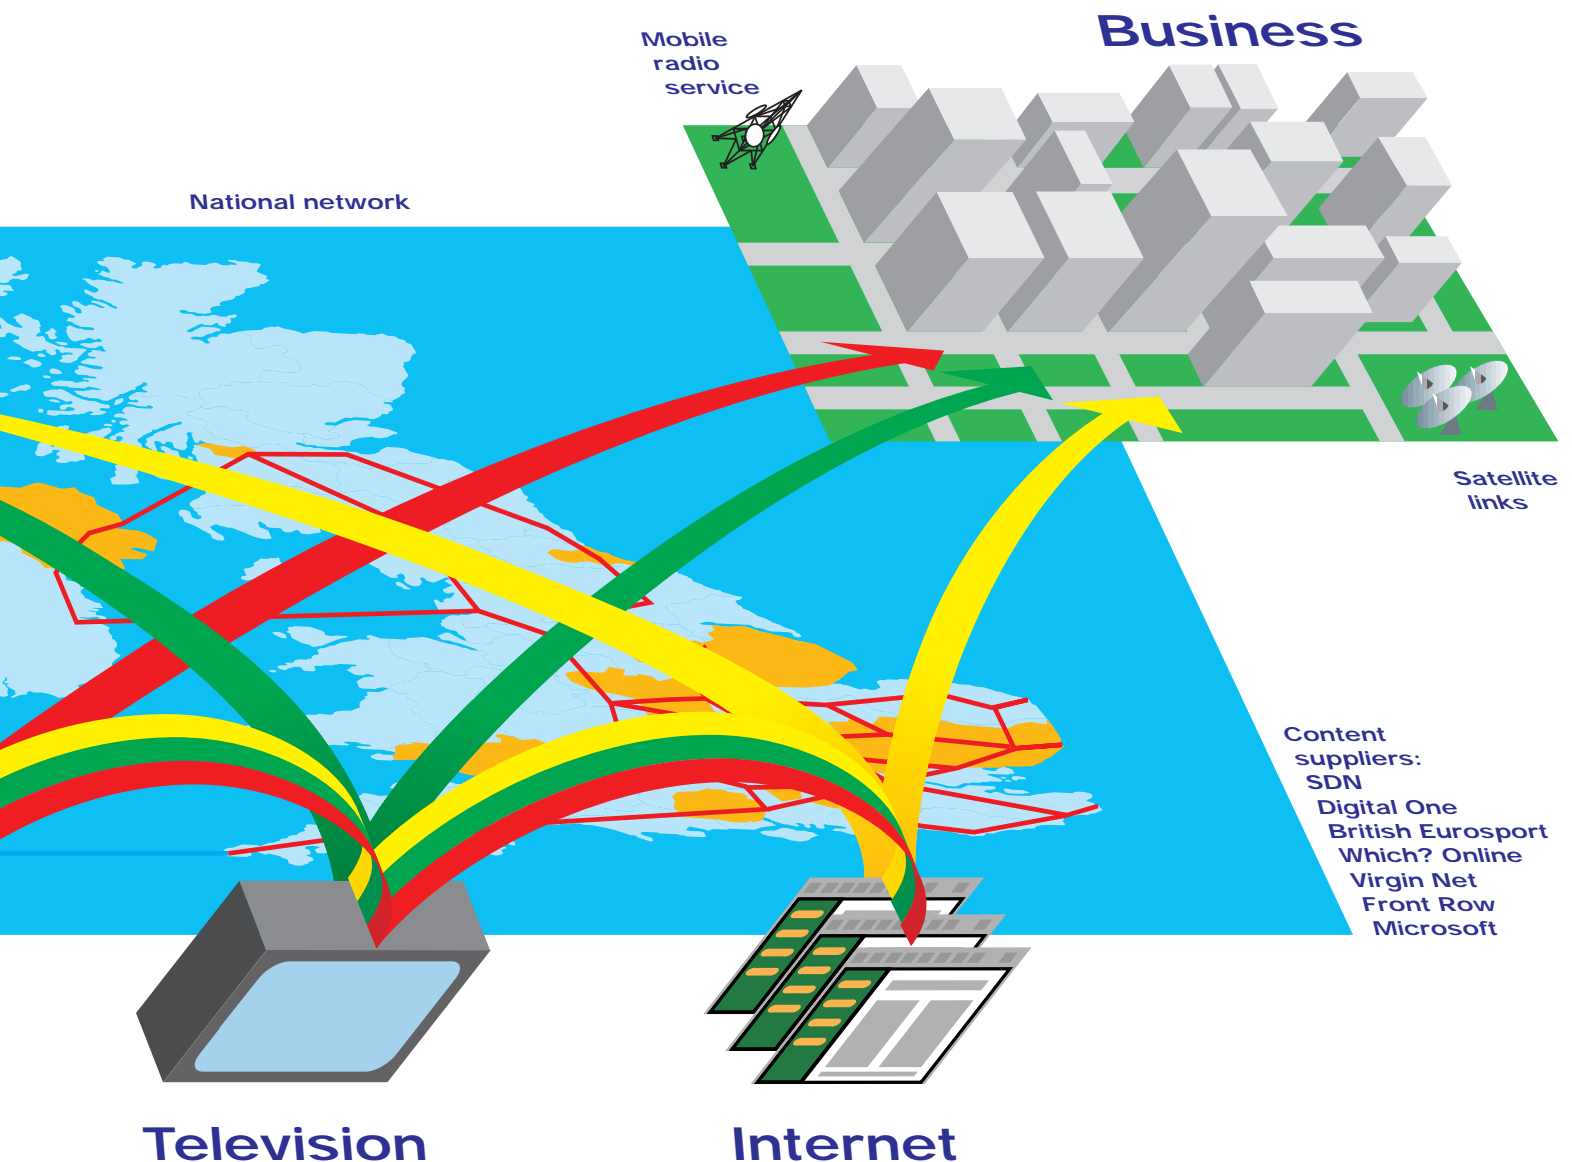 Business
Mobile
radio
service
National network
Satellite
links
Content
suppliers:
SDN
Digital One
British Eurosport
Which? Online
Virgin Net
Front Row
Microsoft
Television
Internet